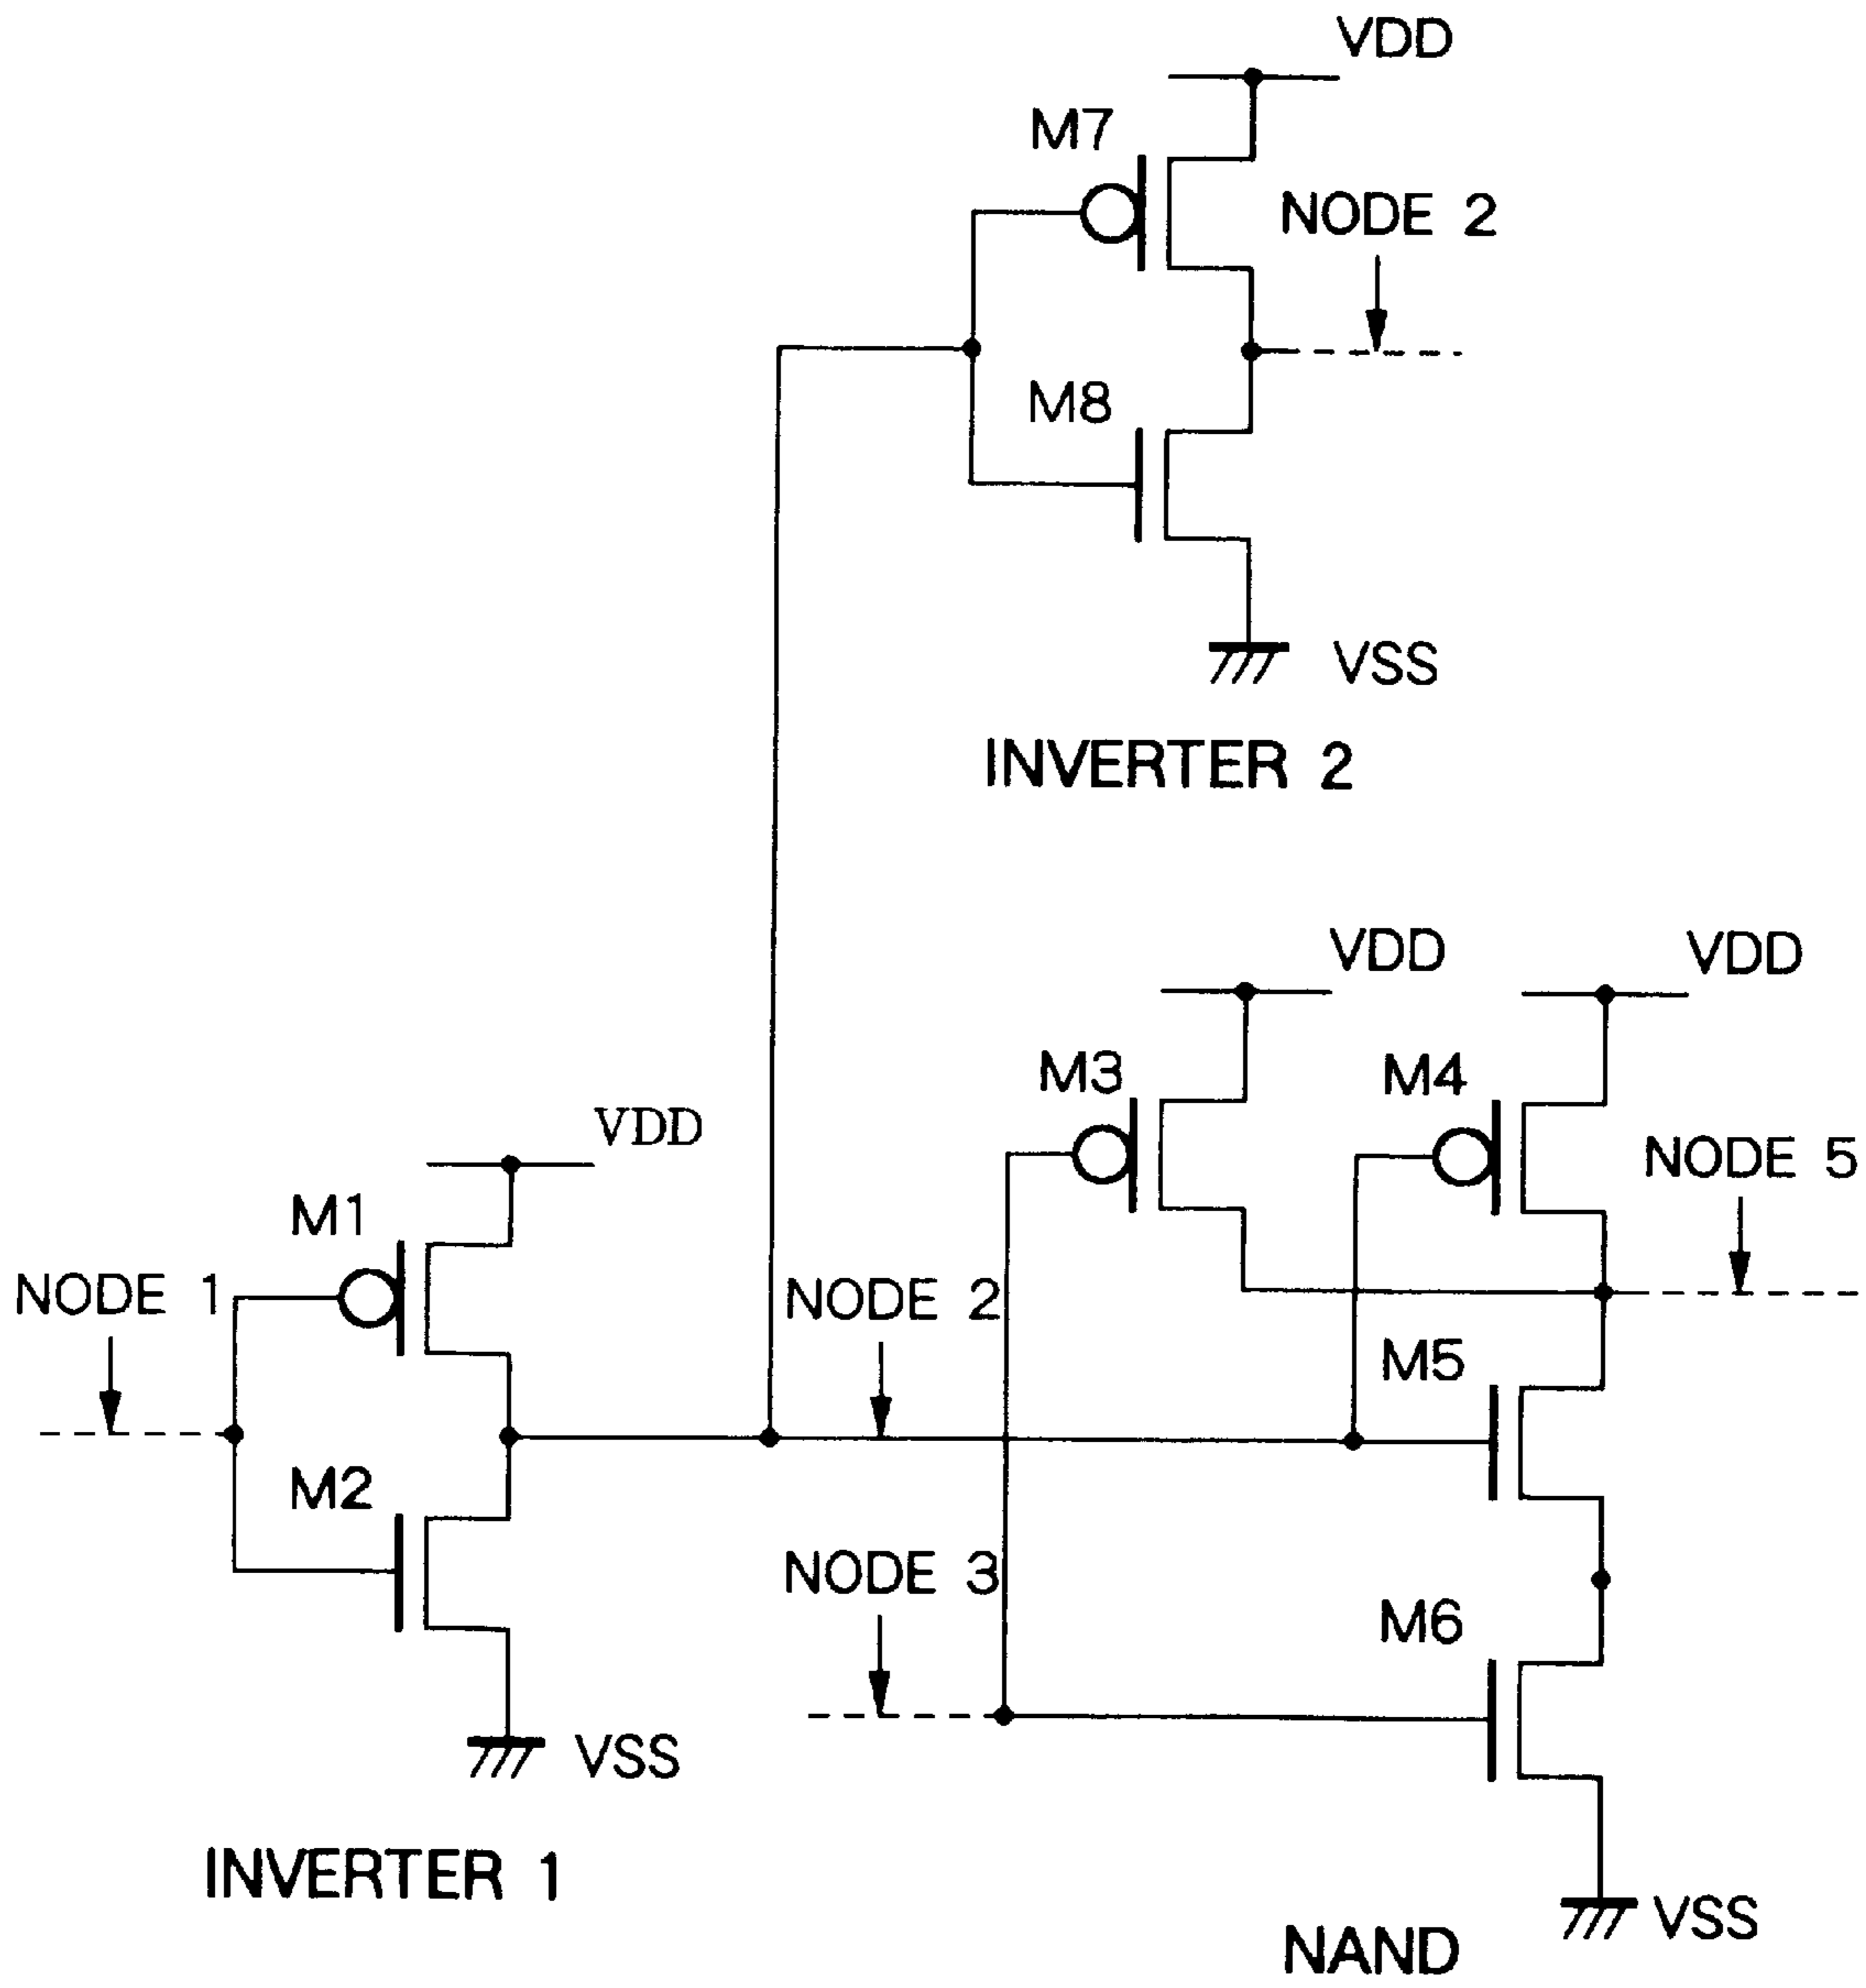 VDD
M7
NODE 2
M8
VSS
INVERTER 2
VDD
VDD
M3
M4
VDD
NODE 5
M1
NODE 1
NODE 2
M5
M2
NODE 3
M6
VSS
INVERTER 1
VSS
NAND